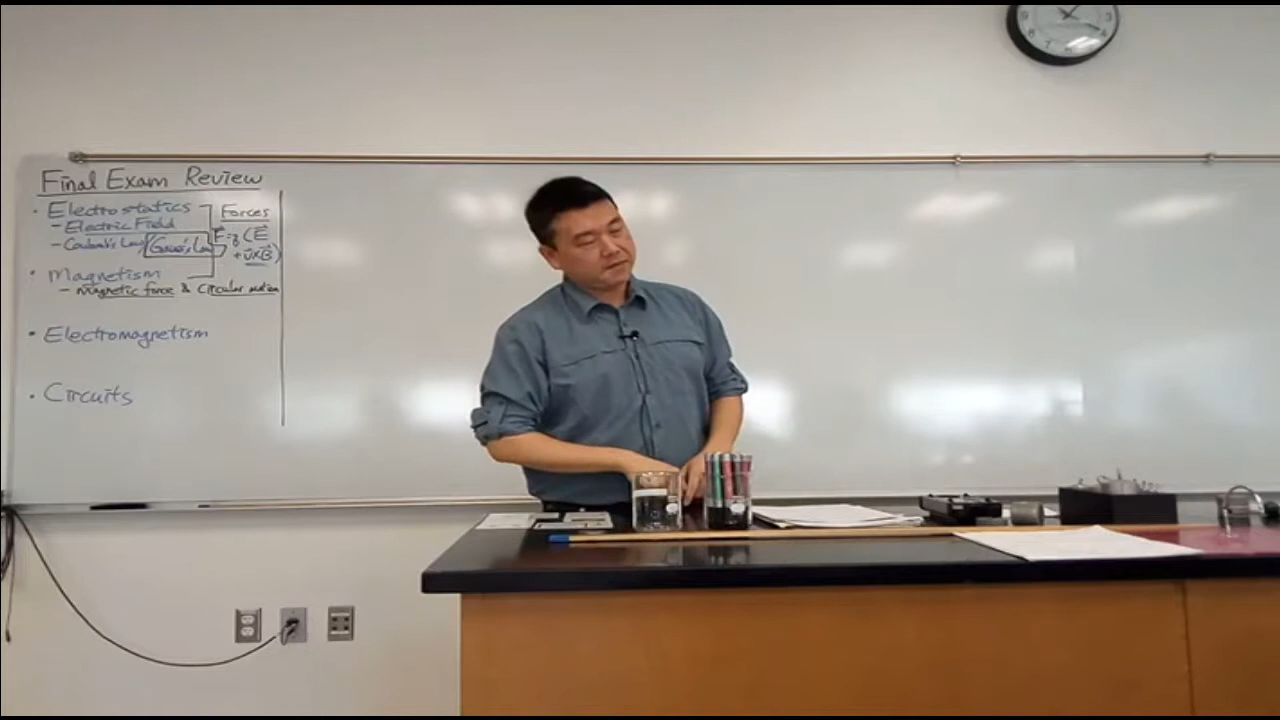 Final Exam Review
• Electrostatics
- Electric Field
- Coulomb's Law, Gauss's Law
Forces
F⃗=q(E⃗
+v⃗×B⃗)
• Magnetism
- Magnetic force & Circular motion
• Electromagnetism
• Circuits